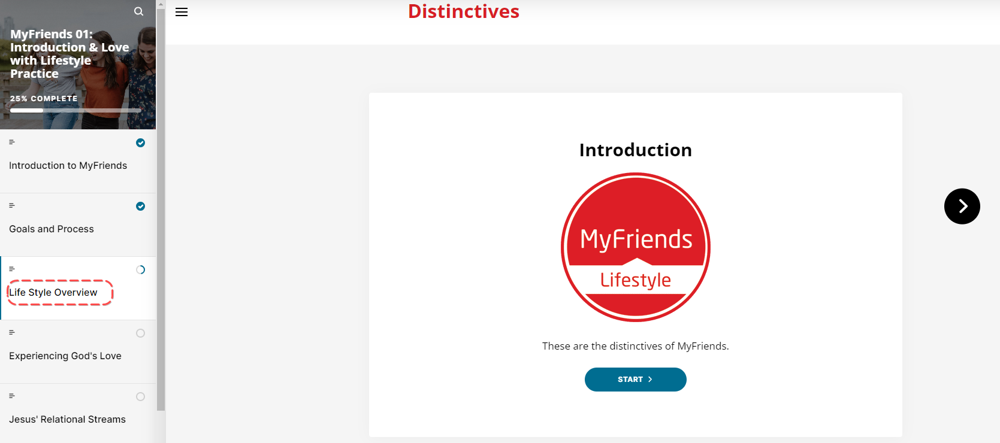 MyFriends 01:
Introduction & Love
with Lifestyle
Practice
25% COMPLETE
Introduction to MyFriends
Goals and Process
Life Style Overview
Experiencing God's Love
Jesus' Relational Streams
Distinctives
Introduction
MyFriends
Lifestyle
These are the distinctives of MyFriends.
START